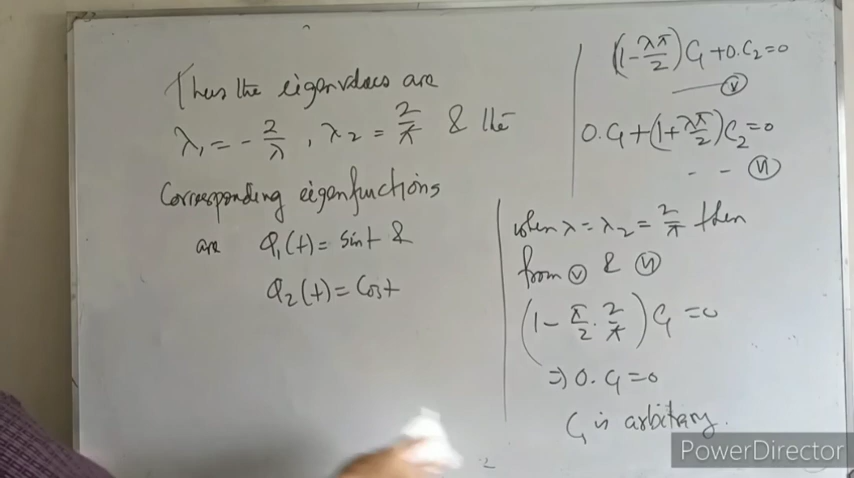 Thus the eigenvalues are
λ₁ = - 2/λ , λ₂ = 2/π & the
Corresponding eigenfunctions
are φ₁(t) = Sint &
φ₂(t) = Cost
(1 - λπ/2) C₁ + 0.C₂ = 0
— (V)
0.C₁ + (1 + λπ/2) C₂ = 0
- - (VI)
when λ = λ₂ = 2/π then
from (V) & (VI)
(1 - π/2 . 2/π) C₁ = 0
⇒ 0. C₁ = 0
C₁ is arbitrary.
PowerDirector